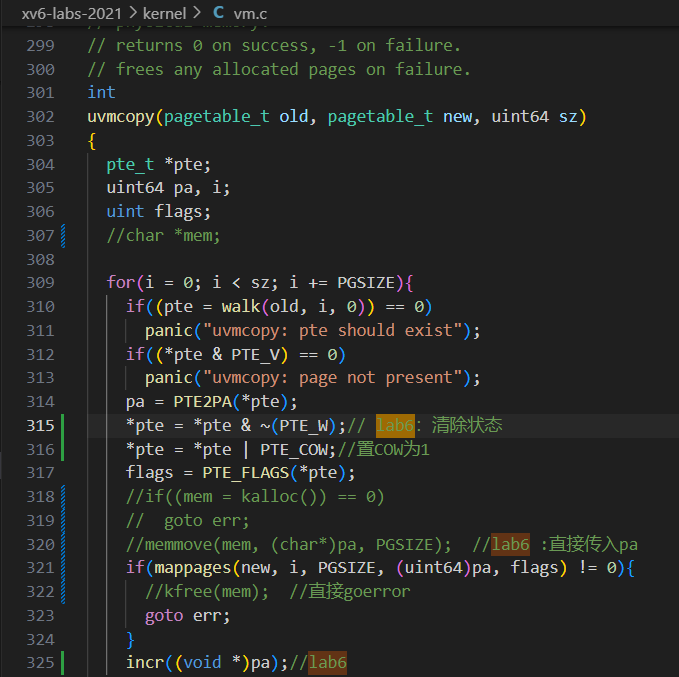 xv6-labs-2021 > kernel > C vm.c
299 // returns 0 on success, -1 on failure.
300 // frees any allocated pages on failure.
301 int
302 uvmcopy(pagetable_t old, pagetable_t new, uint64 sz)
303 {
304   pte_t *pte;
305   uint64 pa, i;
306   uint flags;
307   //char *mem;
308
309   for(i = 0; i < sz; i += PGSIZE){
310     if((pte = walk(old, i, 0)) == 0)
311       panic("uvmcopy: pte should exist");
312     if((*pte & PTE_V) == 0)
313       panic("uvmcopy: page not present");
314     pa = PTE2PA(*pte);
315     *pte = *pte & ~(PTE_W);// lab6: 清除状态
316     *pte = *pte | PTE_COW;//置COW为1
317     flags = PTE_FLAGS(*pte);
318     //if((mem = kalloc()) == 0)
319     //  goto err;
320     //memmove(mem, (char*)pa, PGSIZE);  //lab6 :直接传入pa
321     if(mappages(new, i, PGSIZE, (uint64)pa, flags) != 0){
322       //kfree(mem);  //直接goerror
323       goto err;
324     }
325     incr((void *)pa);//lab6